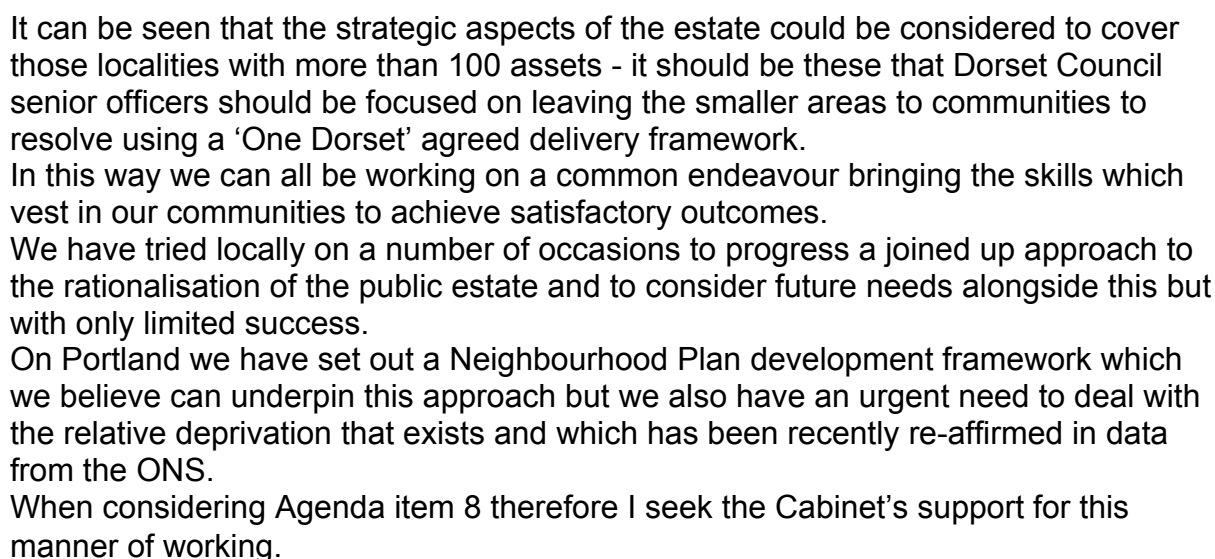 It can be seen that the strategic aspects of the estate could be considered to cover
those localities with more than 100 assets - it should be these that Dorset Council
senior officers should be focused on leaving the smaller areas to communities to
resolve using a ‘One Dorset’ agreed delivery framework.
In this way we can all be working on a common endeavour bringing the skills which
vest in our communities to achieve satisfactory outcomes.
We have tried locally on a number of occasions to progress a joined up approach to
the rationalisation of the public estate and to consider future needs alongside this but
with only limited success.
On Portland we have set out a Neighbourhood Plan development framework which
we believe can underpin this approach but we also have an urgent need to deal with
the relative deprivation that exists and which has been recently re-affirmed in data
from the ONS.
When considering Agenda item 8 therefore I seek the Cabinet’s support for this
manner of working.